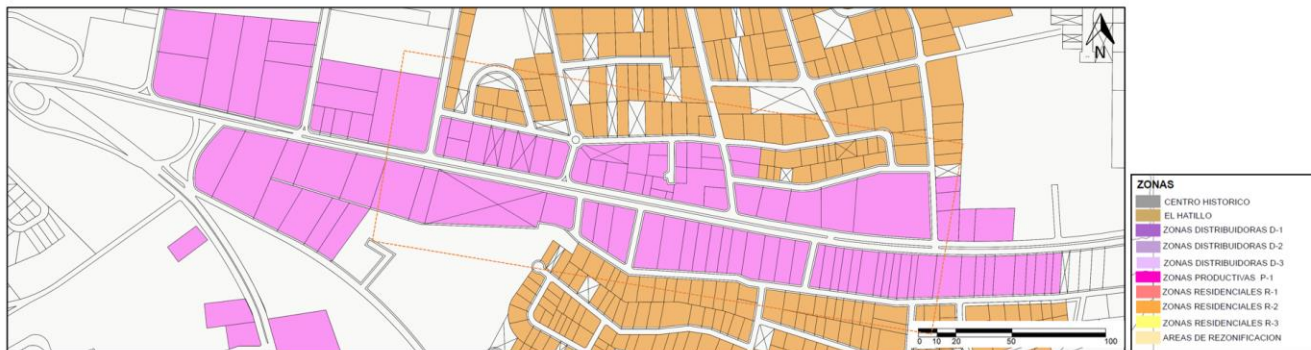 N
0 10 20 50 100
ZONAS
CENTRO HISTORICO
EL HATILLO
ZONAS DISTRIBUIDORAS D-1
ZONAS DISTRIBUIDORAS D-2
ZONAS DISTRIBUIDORAS D-3
ZONAS PRODUCTIVAS P-1
ZONAS RESIDENCIALES R-1
ZONAS RESIDENCIALES R-2
ZONAS RESIDENCIALES R-3
AREAS DE REZONIFICACION